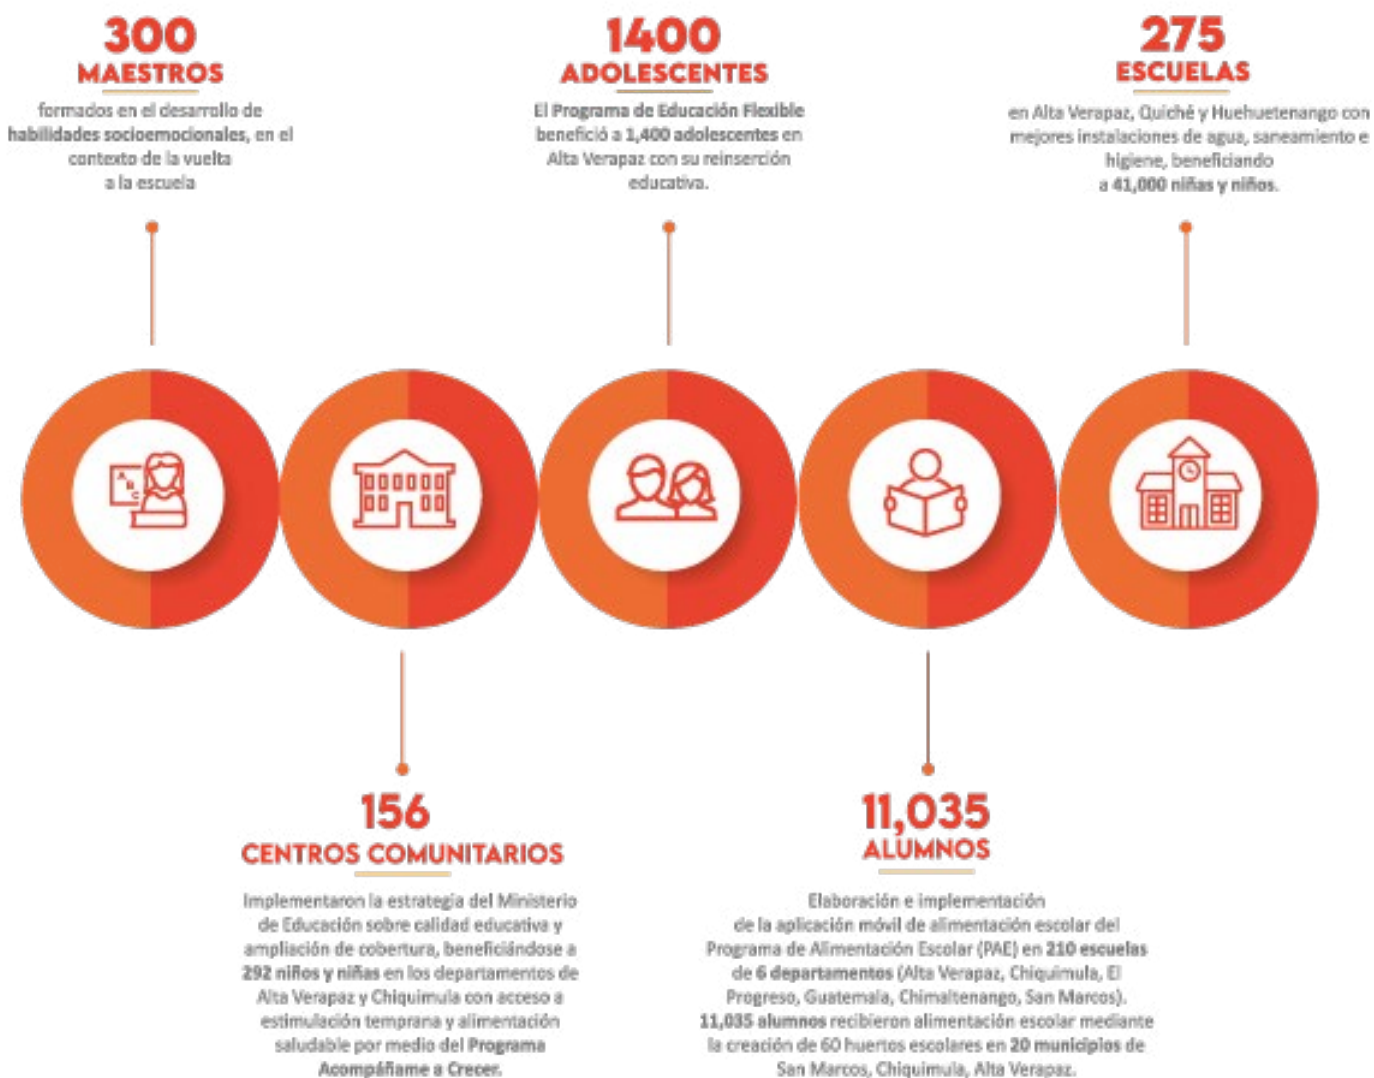 300
MAESTROS
formados en el desarrollo de
habilidades socioemocionales, en el
contexto de la vuelta
a la escuela
1400
ADOLESCENTES
El Programa de Educación Flexible
benefició a 1,400 adolescentes en
Alta Verapaz con su reinserción
educativa.
275
ESCUELAS
en Alta Verapaz, Quiché y Huehuetenango con
mejores instalaciones de agua, saneamiento e
higiene, beneficiando
a 41,000 niñas y niños.
A
B
C
156
CENTROS COMUNITARIOS
Implementaron la estrategia del Ministerio
de Educación sobre calidad educativa y
ampliación de cobertura, beneficiándose a
292 niños y niñas en los departamentos de
Alta Verapaz y Chiquimula con acceso a
estimulación temprana y alimentación
saludable por medio del Programa
Acompáñame a Crecer.
11,035
ALUMNOS
Elaboración e implementación
de la aplicación móvil de alimentación escolar del
Programa de Alimentación Escolar (PAE) en 210 escuelas
de 6 departamentos (Alta Verapaz, Chiquimula, El
Progreso, Guatemala, Chimaltenango, San Marcos).
11,035 alumnos recibieron alimentación escolar mediante
la creación de 60 huertos escolares en 20 municipios de
San Marcos, Chiquimula, Alta Verapaz.